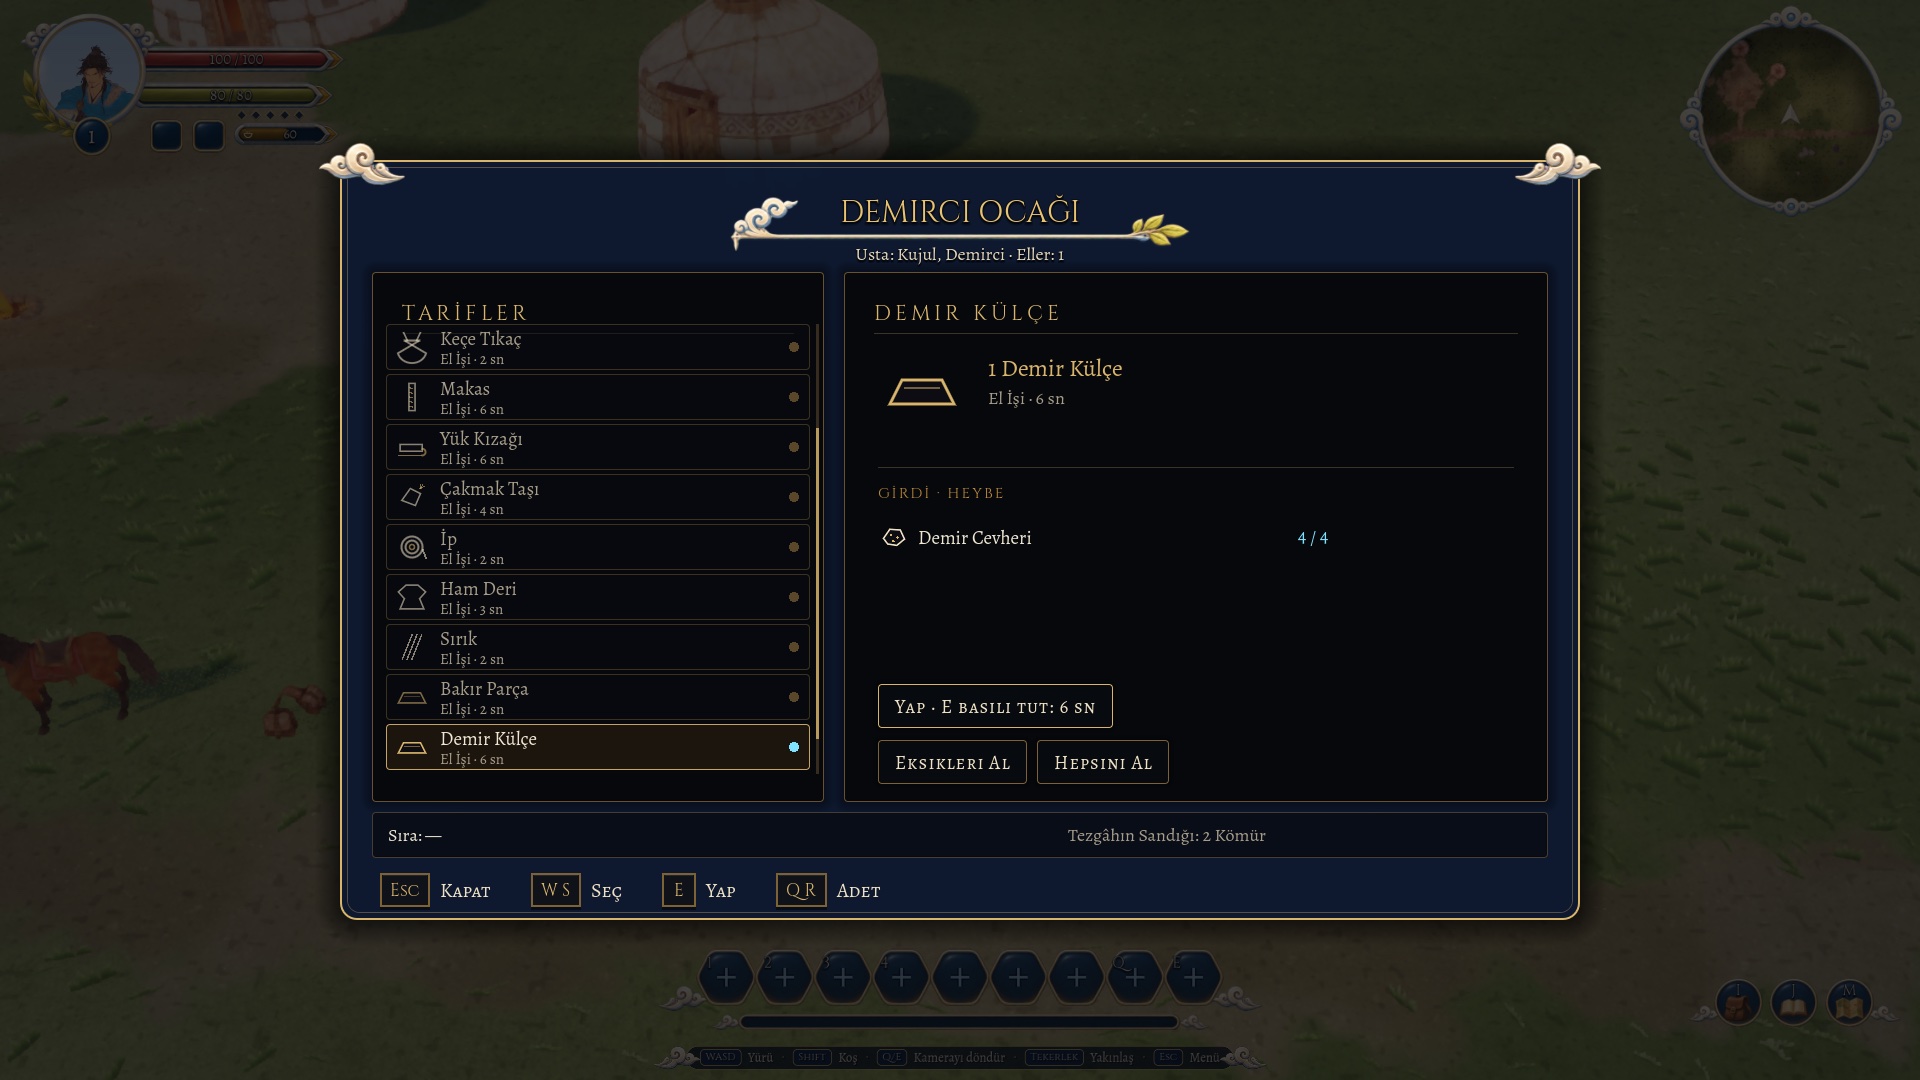 100 / 100
80 / 80
1
60
DEMIRCI OCAĞI
Usta: Kujul, Demirci · Eller: 1
TARİFLER
Keçe Tıkaç
El İşi · 2 sn
Makas
El İşi · 6 sn
Yük Kızağı
El İşi · 6 sn
Çakmak Taşı
El İşi · 4 sn
İp
El İşi · 2 sn
Ham Deri
El İşi · 3 sn
Sırık
El İşi · 2 sn
Bakır Parça
El İşi · 2 sn
Demir Külçe
El İşi · 6 sn
DEMIR KÜLÇE
1 Demir Külçe
El İşi · 6 sn
GİRDİ · HEYBE
Demir Cevheri 4 / 4
Yap · E basılı tut: 6 sn
Eksikleri Al Hepsini Al
Sıra: — Tezgâhın Sandığı: 2 Kömür
Esc Kapat W S Seç E Yap Q R Adet
1 2 3 4 Q E
I J M
WASD Yürü · Shift Koş · Q/E Kamerayı döndür · Tekerlek Yakınlaş · Esc Menü